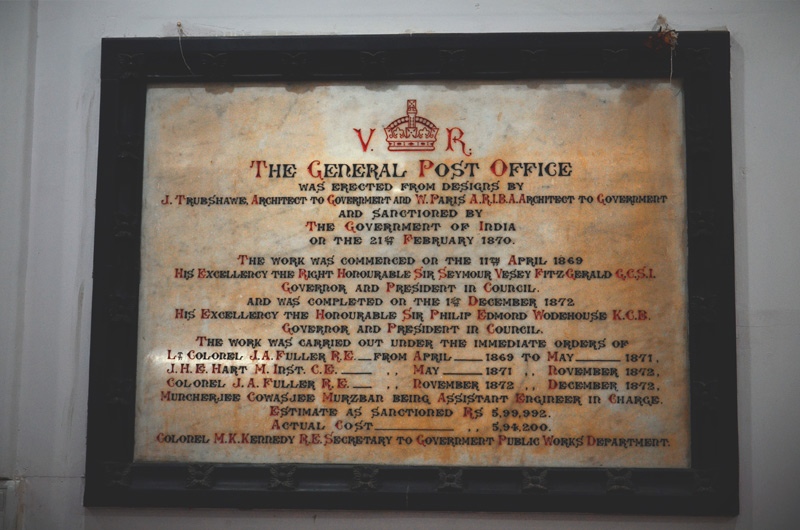 V. R.
THE GENERAL POST OFFICE
WAS ERECTED FROM DESIGNS BY
J. TRUBSHAWE, ARCHITECT TO GOVERNMENT AND W. PARIS A.R.I.B.A. ARCHITECT TO GOVERNMENT
AND SANCTIONED BY
THE GOVERNMENT OF INDIA
ON THE 21ST FEBRUARY 1870.
THE WORK WAS COMMENCED ON THE 11TH APRIL 1869
HIS EXCELLENCY THE RIGHT HONOURABLE SIR SEYMOUR VESEY FITZ-GERALD G.C.S.I.
GOVERNOR AND PRESIDENT IN COUNCIL.
AND WAS COMPLETED ON THE 1ST DECEMBER 1872
HIS EXCELLENCY THE HONOURABLE SIR PHILIP EDMOND WODEHOUSE K.C.B.
GOVERNOR AND PRESIDENT IN COUNCIL.
THE WORK WAS CARRIED OUT UNDER THE IMMEDIATE ORDERS OF
LT COLONEL J.A. FULLER R.E. — FROM APRIL — 1869 TO MAY — 1871.
J.H.E. HART M. INST. C.E. — ,, MAY — 1871 ,, NOVEMBER 1872.
COLONEL J.A. FULLER R.E. — ,, NOVEMBER 1872 ,, DECEMBER 1872.
MUNCHERJEE COWASJEE MURZBAN BEING ASSISTANT ENGINEER IN CHARGE.
ESTIMATE AS SANCTIONED RS 5,99,992.
ACTUAL COST — ,, 5,94,200.
COLONEL M.K. KENNEDY R.E. SECRETARY TO GOVERNMENT PUBLIC WORKS DEPARTMENT.